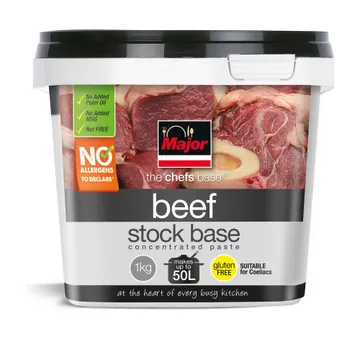 No Added
Palm Oil
No Added
MSG
Nut FREE
NO
ALLERGENS
TO DECLARE*
Major
the 'chefs base'®
beef
stock base
concentrated paste
1kg
makes
up to
50L
gluten
FREE
SUITABLE
for Coeliacs
at the heart of every busy kitchen